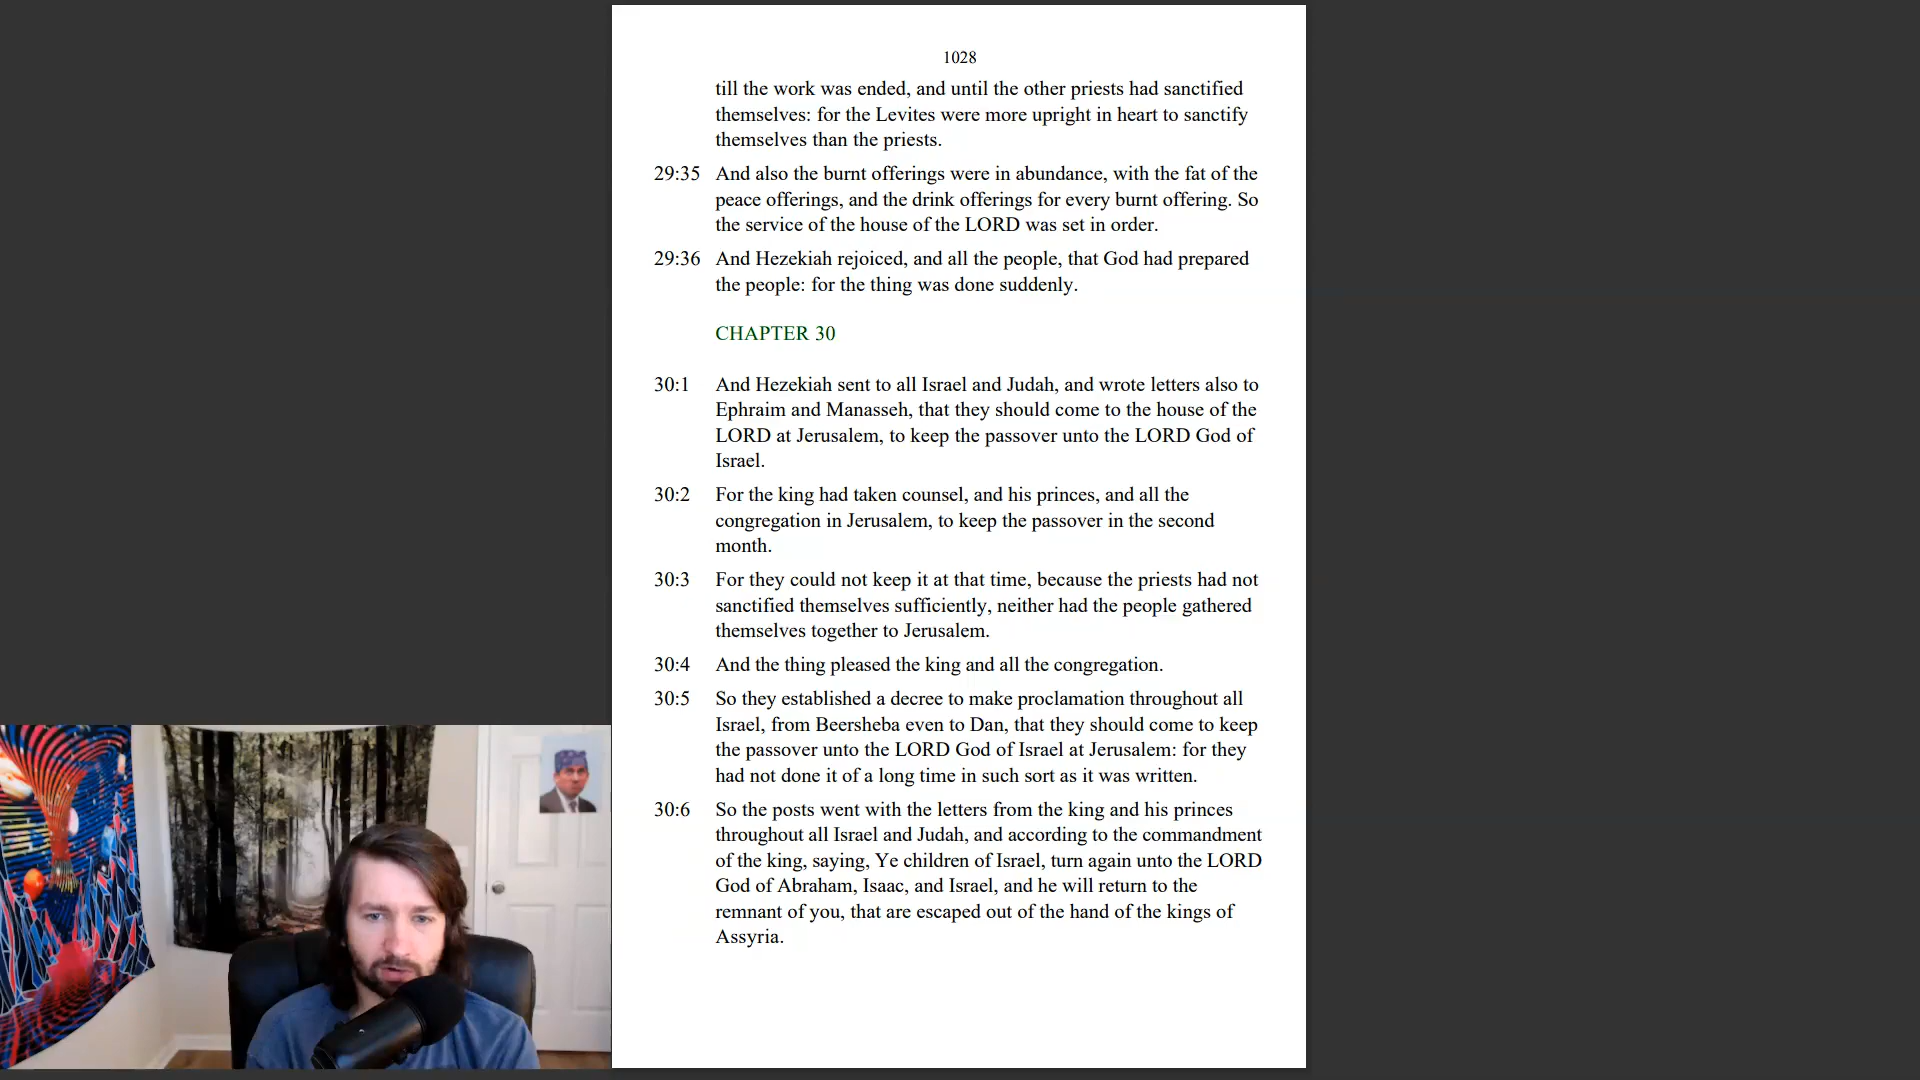 1028
till the work was ended, and until the other priests had sanctified
themselves: for the Levites were more upright in heart to sanctify
themselves than the priests.
29:35 And also the burnt offerings were in abundance, with the fat of the
peace offerings, and the drink offerings for every burnt offering. So
the service of the house of the LORD was set in order.
29:36 And Hezekiah rejoiced, and all the people, that God had prepared
the people: for the thing was done suddenly.
CHAPTER 30
30:1 And Hezekiah sent to all Israel and Judah, and wrote letters also to
Ephraim and Manasseh, that they should come to the house of the
LORD at Jerusalem, to keep the passover unto the LORD God of
Israel.
30:2 For the king had taken counsel, and his princes, and all the
congregation in Jerusalem, to keep the passover in the second
month.
30:3 For they could not keep it at that time, because the priests had not
sanctified themselves sufficiently, neither had the people gathered
themselves together to Jerusalem.
30:4 And the thing pleased the king and all the congregation.
30:5 So they established a decree to make proclamation throughout all
Israel, from Beersheba even to Dan, that they should come to keep
the passover unto the LORD God of Israel at Jerusalem: for they
had not done it of a long time in such sort as it was written.
30:6 So the posts went with the letters from the king and his princes
throughout all Israel and Judah, and according to the commandment
of the king, saying, Ye children of Israel, turn again unto the LORD
God of Abraham, Isaac, and Israel, and he will return to the
remnant of you, that are escaped out of the hand of the kings of
Assyria.